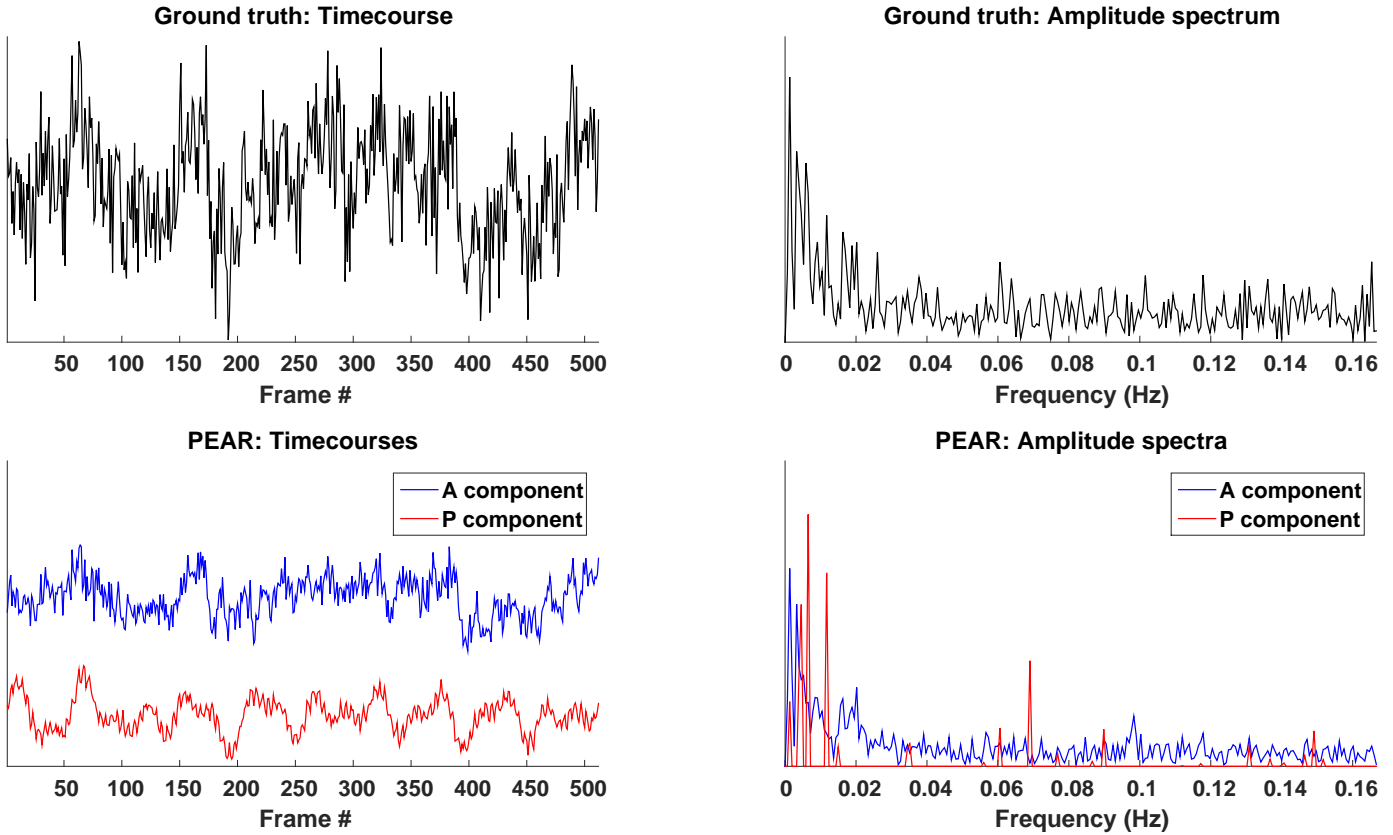 Ground truth: Timecourse
50 100 150 200 250 300 350 400 450 500
Frame #
Ground truth: Amplitude spectrum
0 0.02 0.04 0.06 0.08 0.1 0.12 0.14 0.16
Frequency (Hz)
PEAR: Timecourses
A component
P component
50 100 150 200 250 300 350 400 450 500
Frame #
PEAR: Amplitude spectra
A component
P component
0 0.02 0.04 0.06 0.08 0.1 0.12 0.14 0.16
Frequency (Hz)